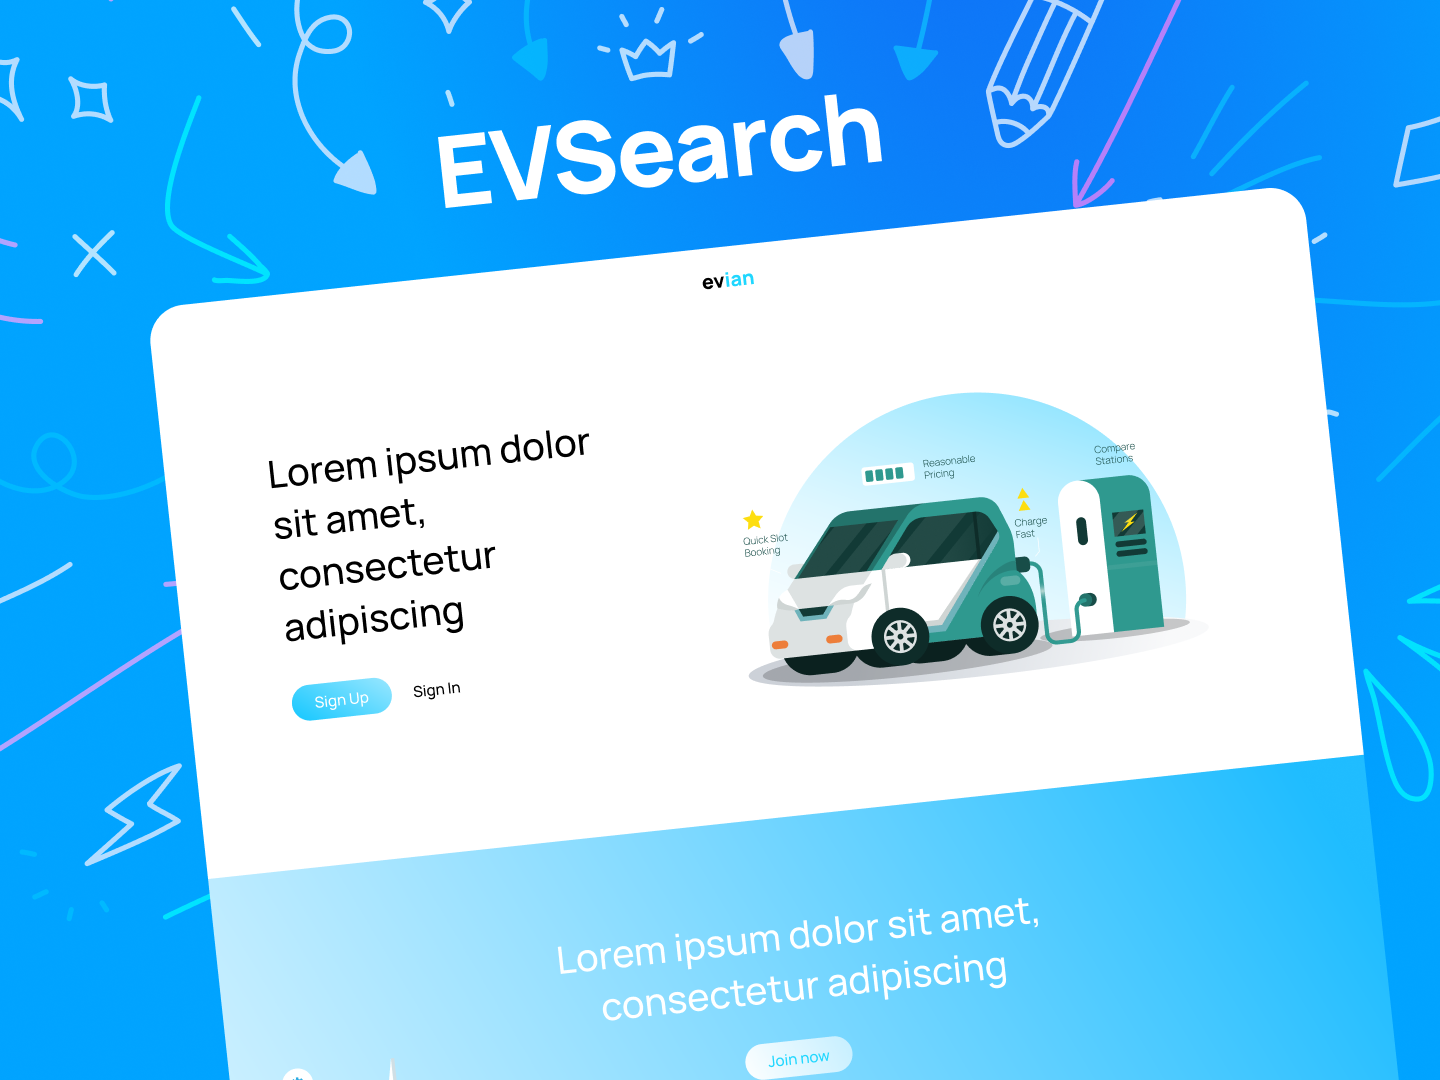 EVSearch
evian
Lorem ipsum dolor
sit amet,
consectetur
adipiscing
Sign Up
Sign In
Quick Slot
Booking
Reasonable
Pricing
Charge
Fast
Compare
Stations
Lorem ipsum dolor sit amet,
consectetur adipiscing
Join now